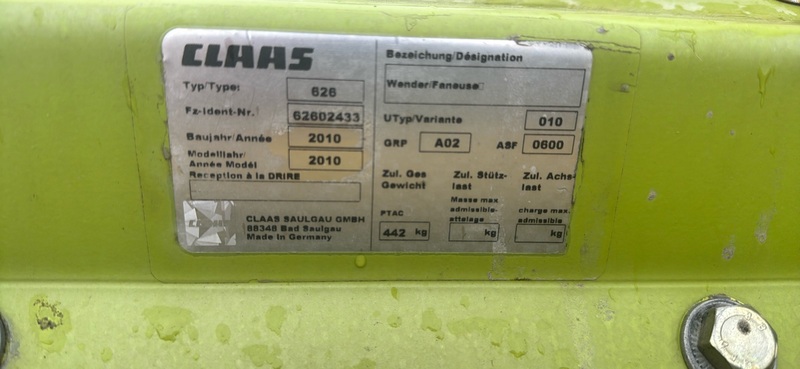 CLAAS
Typ/Type: 626
Fz-Ident-Nr. 62602433
Baujahr/Année 2010
Modelljahr/
Année Modèl 2010
Reception à la DRIRE
CLAAS SAULGAU GMBH
88348 Bad Saulgau
Made in Germany
Bezeichung/Désignation
Wender/Faneuse
UTyp/Variante 010
GRP A02 ASF 0600
Zul. Ges
Gewicht
PTAC
442 kg
Zul. Stütz-
last
Masse max
admissible-
attelage
kg
Zul. Achs-
last
charge max.
admissible
kg